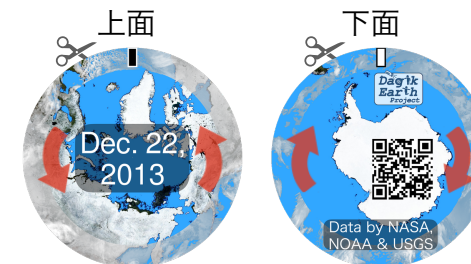 上面
下面
Dec. 22,
2013
Dagik
Earth
Project
Data by NASA,
NOAA & USGS